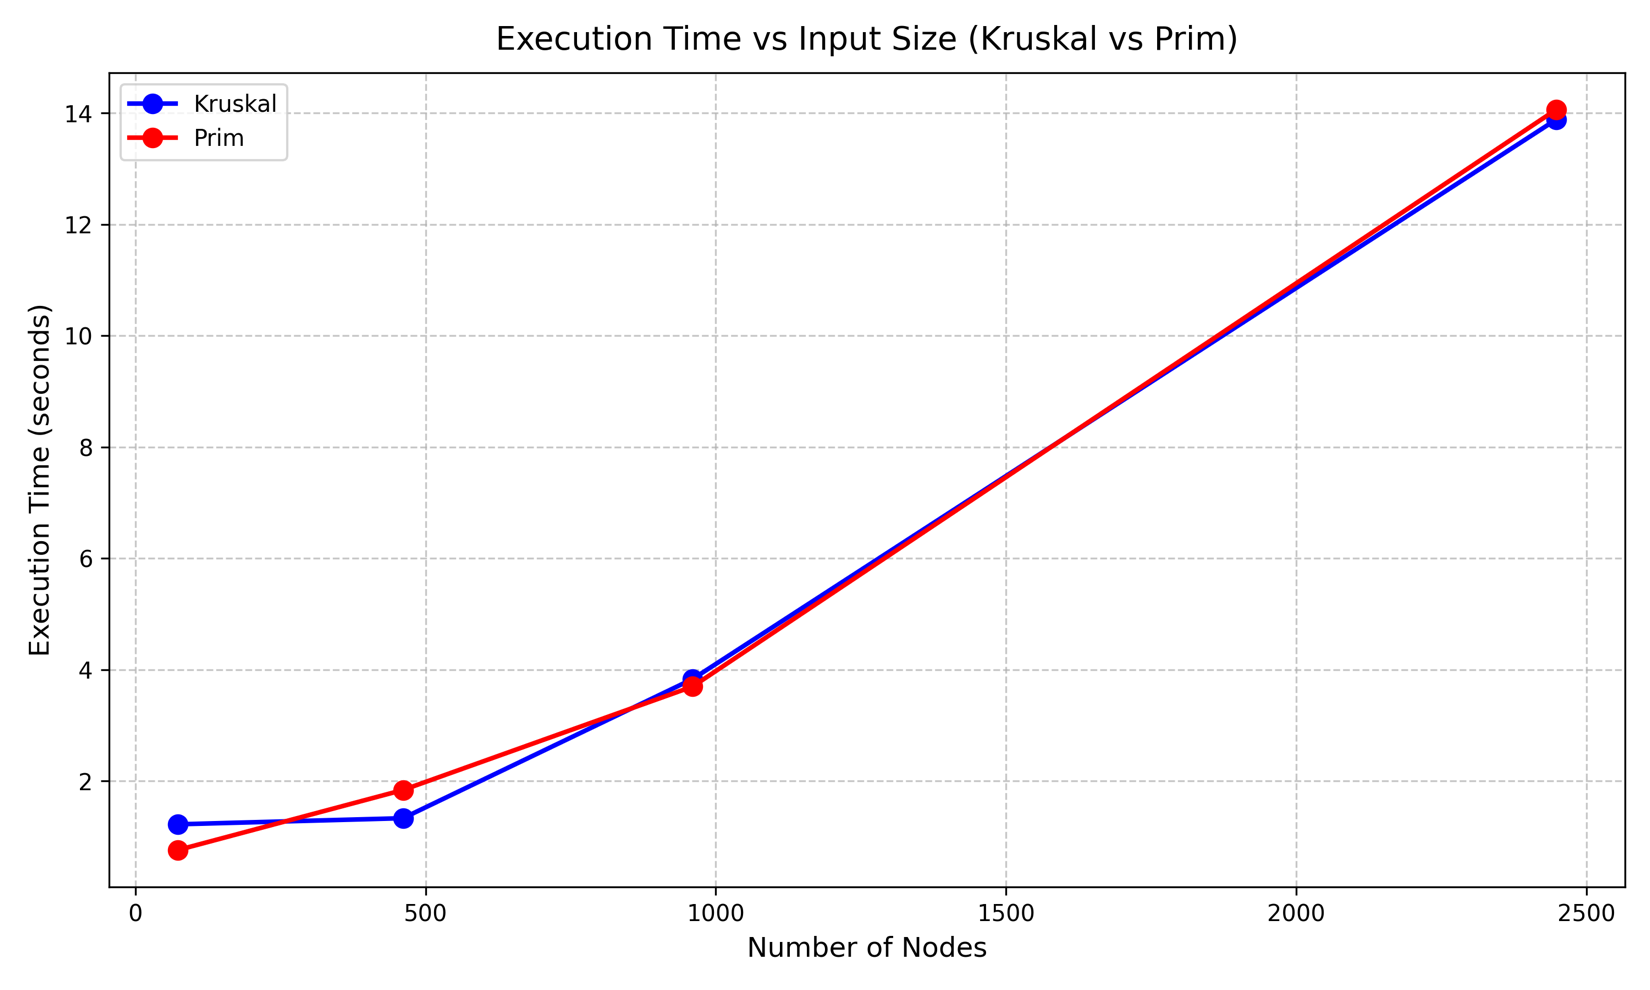 Execution Time vs Input Size (Kruskal vs Prim)
Kruskal
Prim
Execution Time (seconds)
14
12
10
8
6
4
2
0 500 1000 1500 2000 2500
Number of Nodes